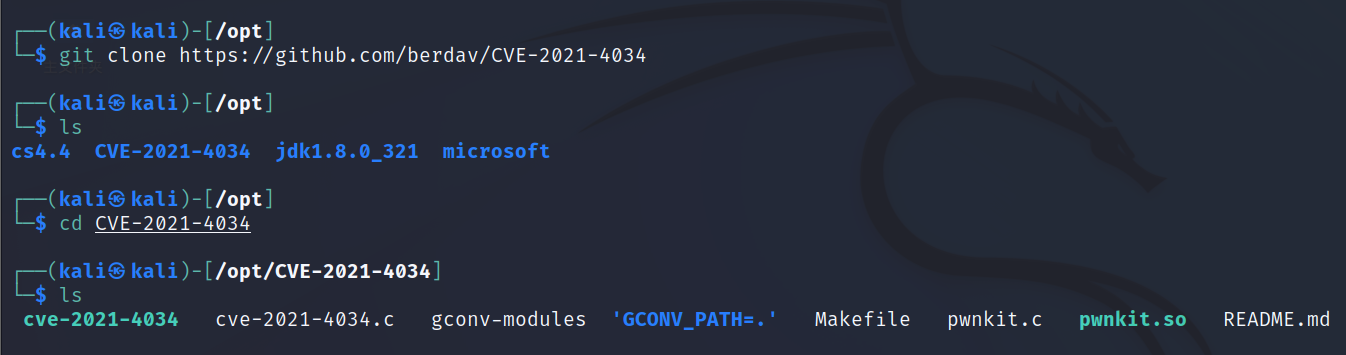 ┌──(kali㉿kali)-[/opt]
└─$ git clone https://github.com/berdav/CVE-2021-4034
┌──(kali㉿kali)-[/opt]
└─$ ls
cs4.4 CVE-2021-4034 jdk1.8.0_321 microsoft
┌──(kali㉿kali)-[/opt]
└─$ cd CVE-2021-4034
┌──(kali㉿kali)-[/opt/CVE-2021-4034]
└─$ ls
cve-2021-4034 cve-2021-4034.c gconv-modules 'GCONV_PATH=.' Makefile pwnkit.c pwnkit.so README.md